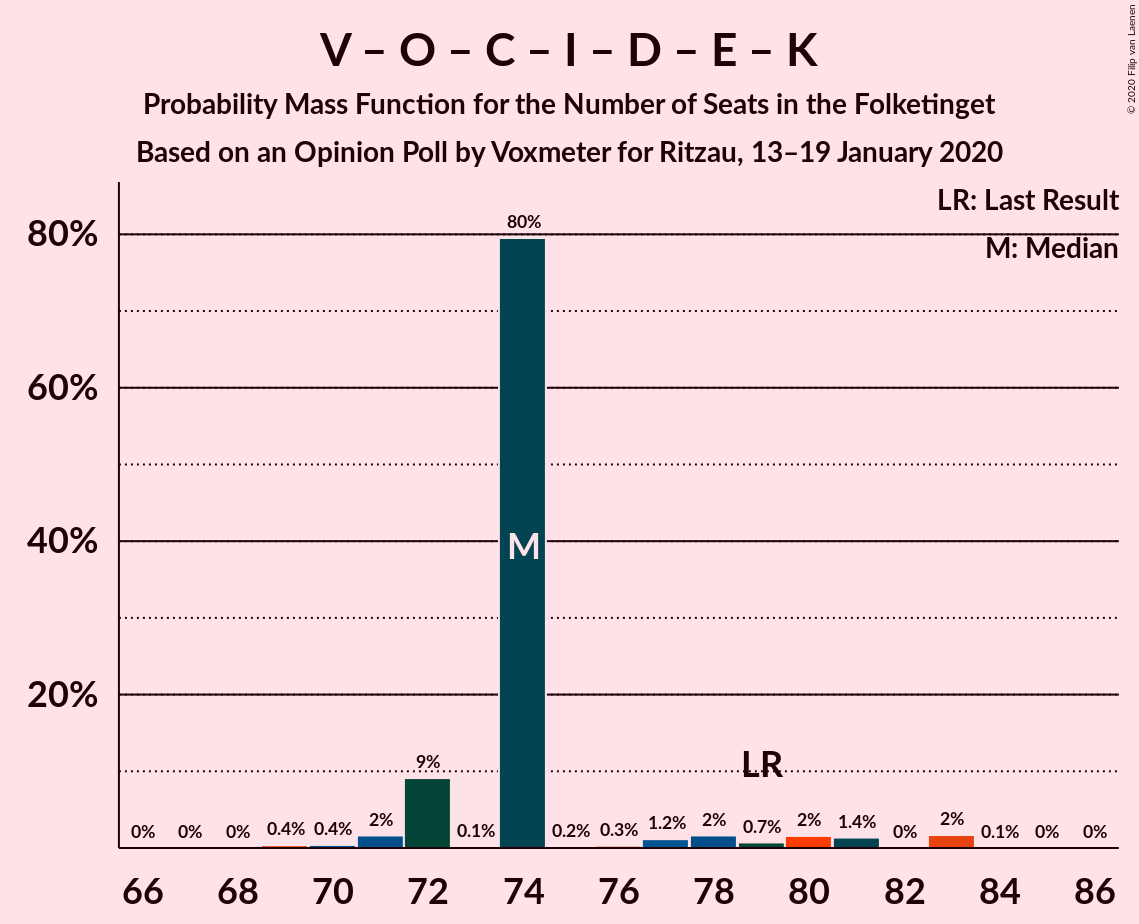 V – O – C – I – D – E – K
Probability Mass Function for the Number of Seats in the Folketinget
Based on an Opinion Poll by Voxmeter for Ritzau, 13–19 January 2020
© 2020 Filip van Laenen
LR: Last Result
M: Median
80%
60%
40%
20%
0% 0% 0% 0.4% 0.4% 2% 9% 0.1% 80% 0.2% 0.3% 1.2% 2% 0.7% 2% 1.4% 0% 2% 0.1% 0% 0%
M
LR
66 68 70 72 74 76 78 80 82 84 86